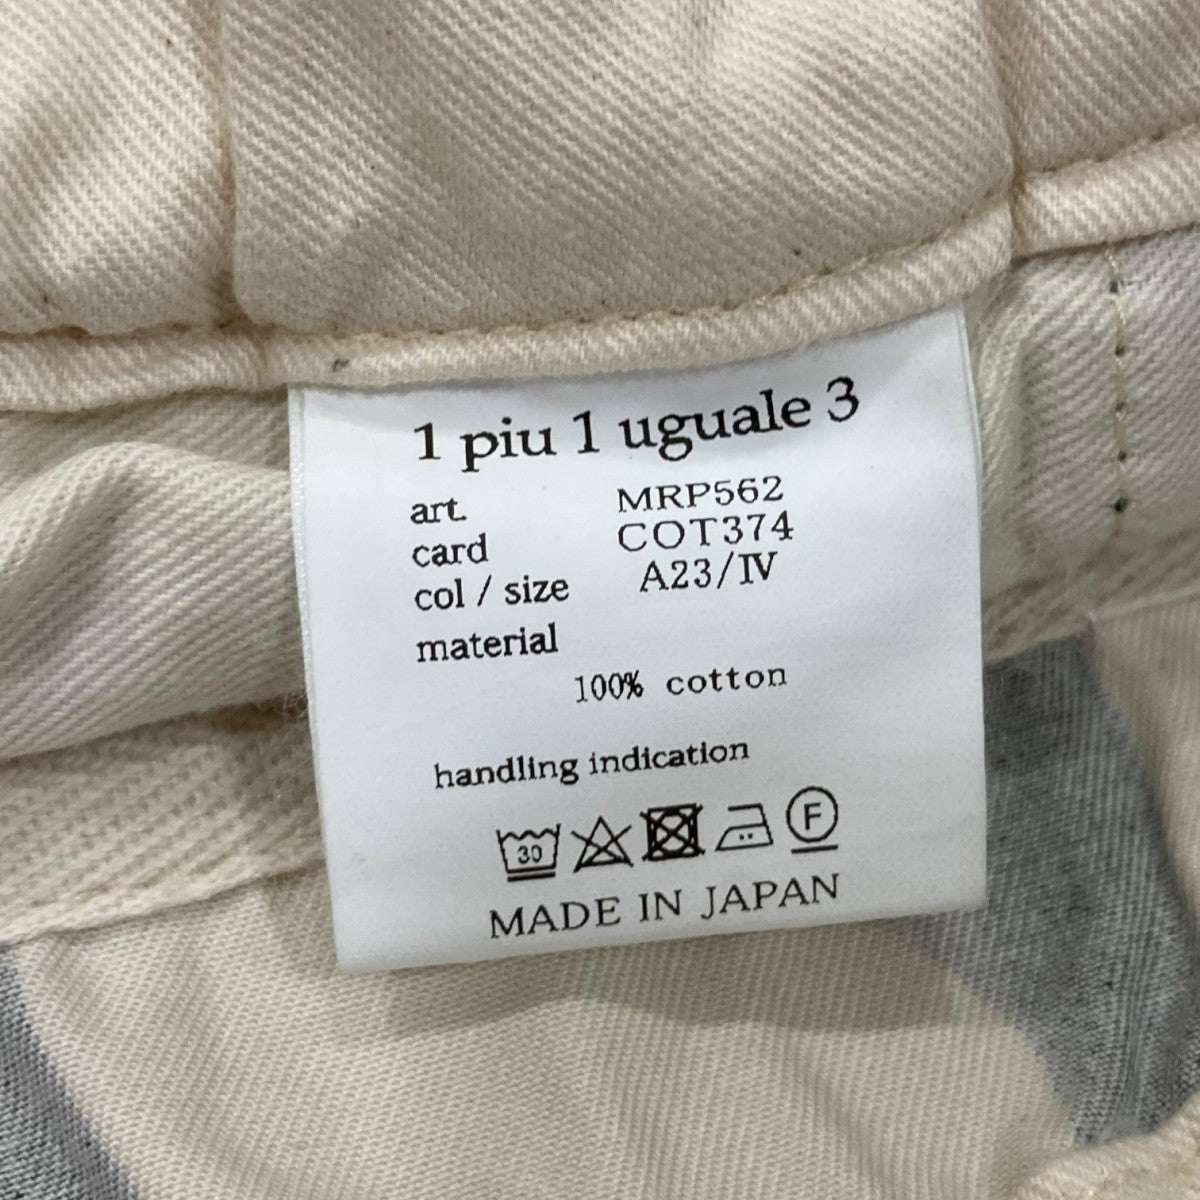 1 piu 1 uguale 3
art. MRP562
card COT374
col / size A23/IV
material
100% cotton
handling indication
30 F
MADE IN JAPAN